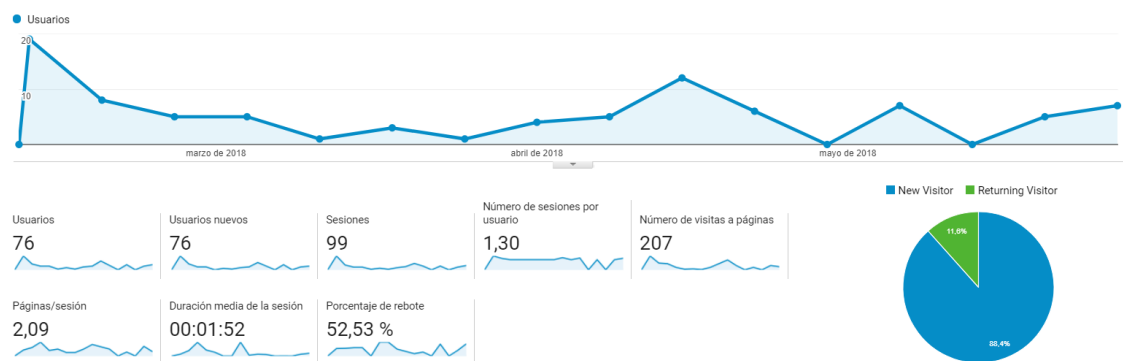 Usuarios
20
10
marzo de 2018
abril de 2018
mayo de 2018
New Visitor
Returning Visitor
Usuarios
76
Usuarios nuevos
76
Sesiones
99
Número de sesiones por
usuario
1,30
Número de visitas a páginas
207
Páginas/sesión
2,09
Duración media de la sesión
00:01:52
Porcentaje de rebote
52,53 %
11,6%
88,4%